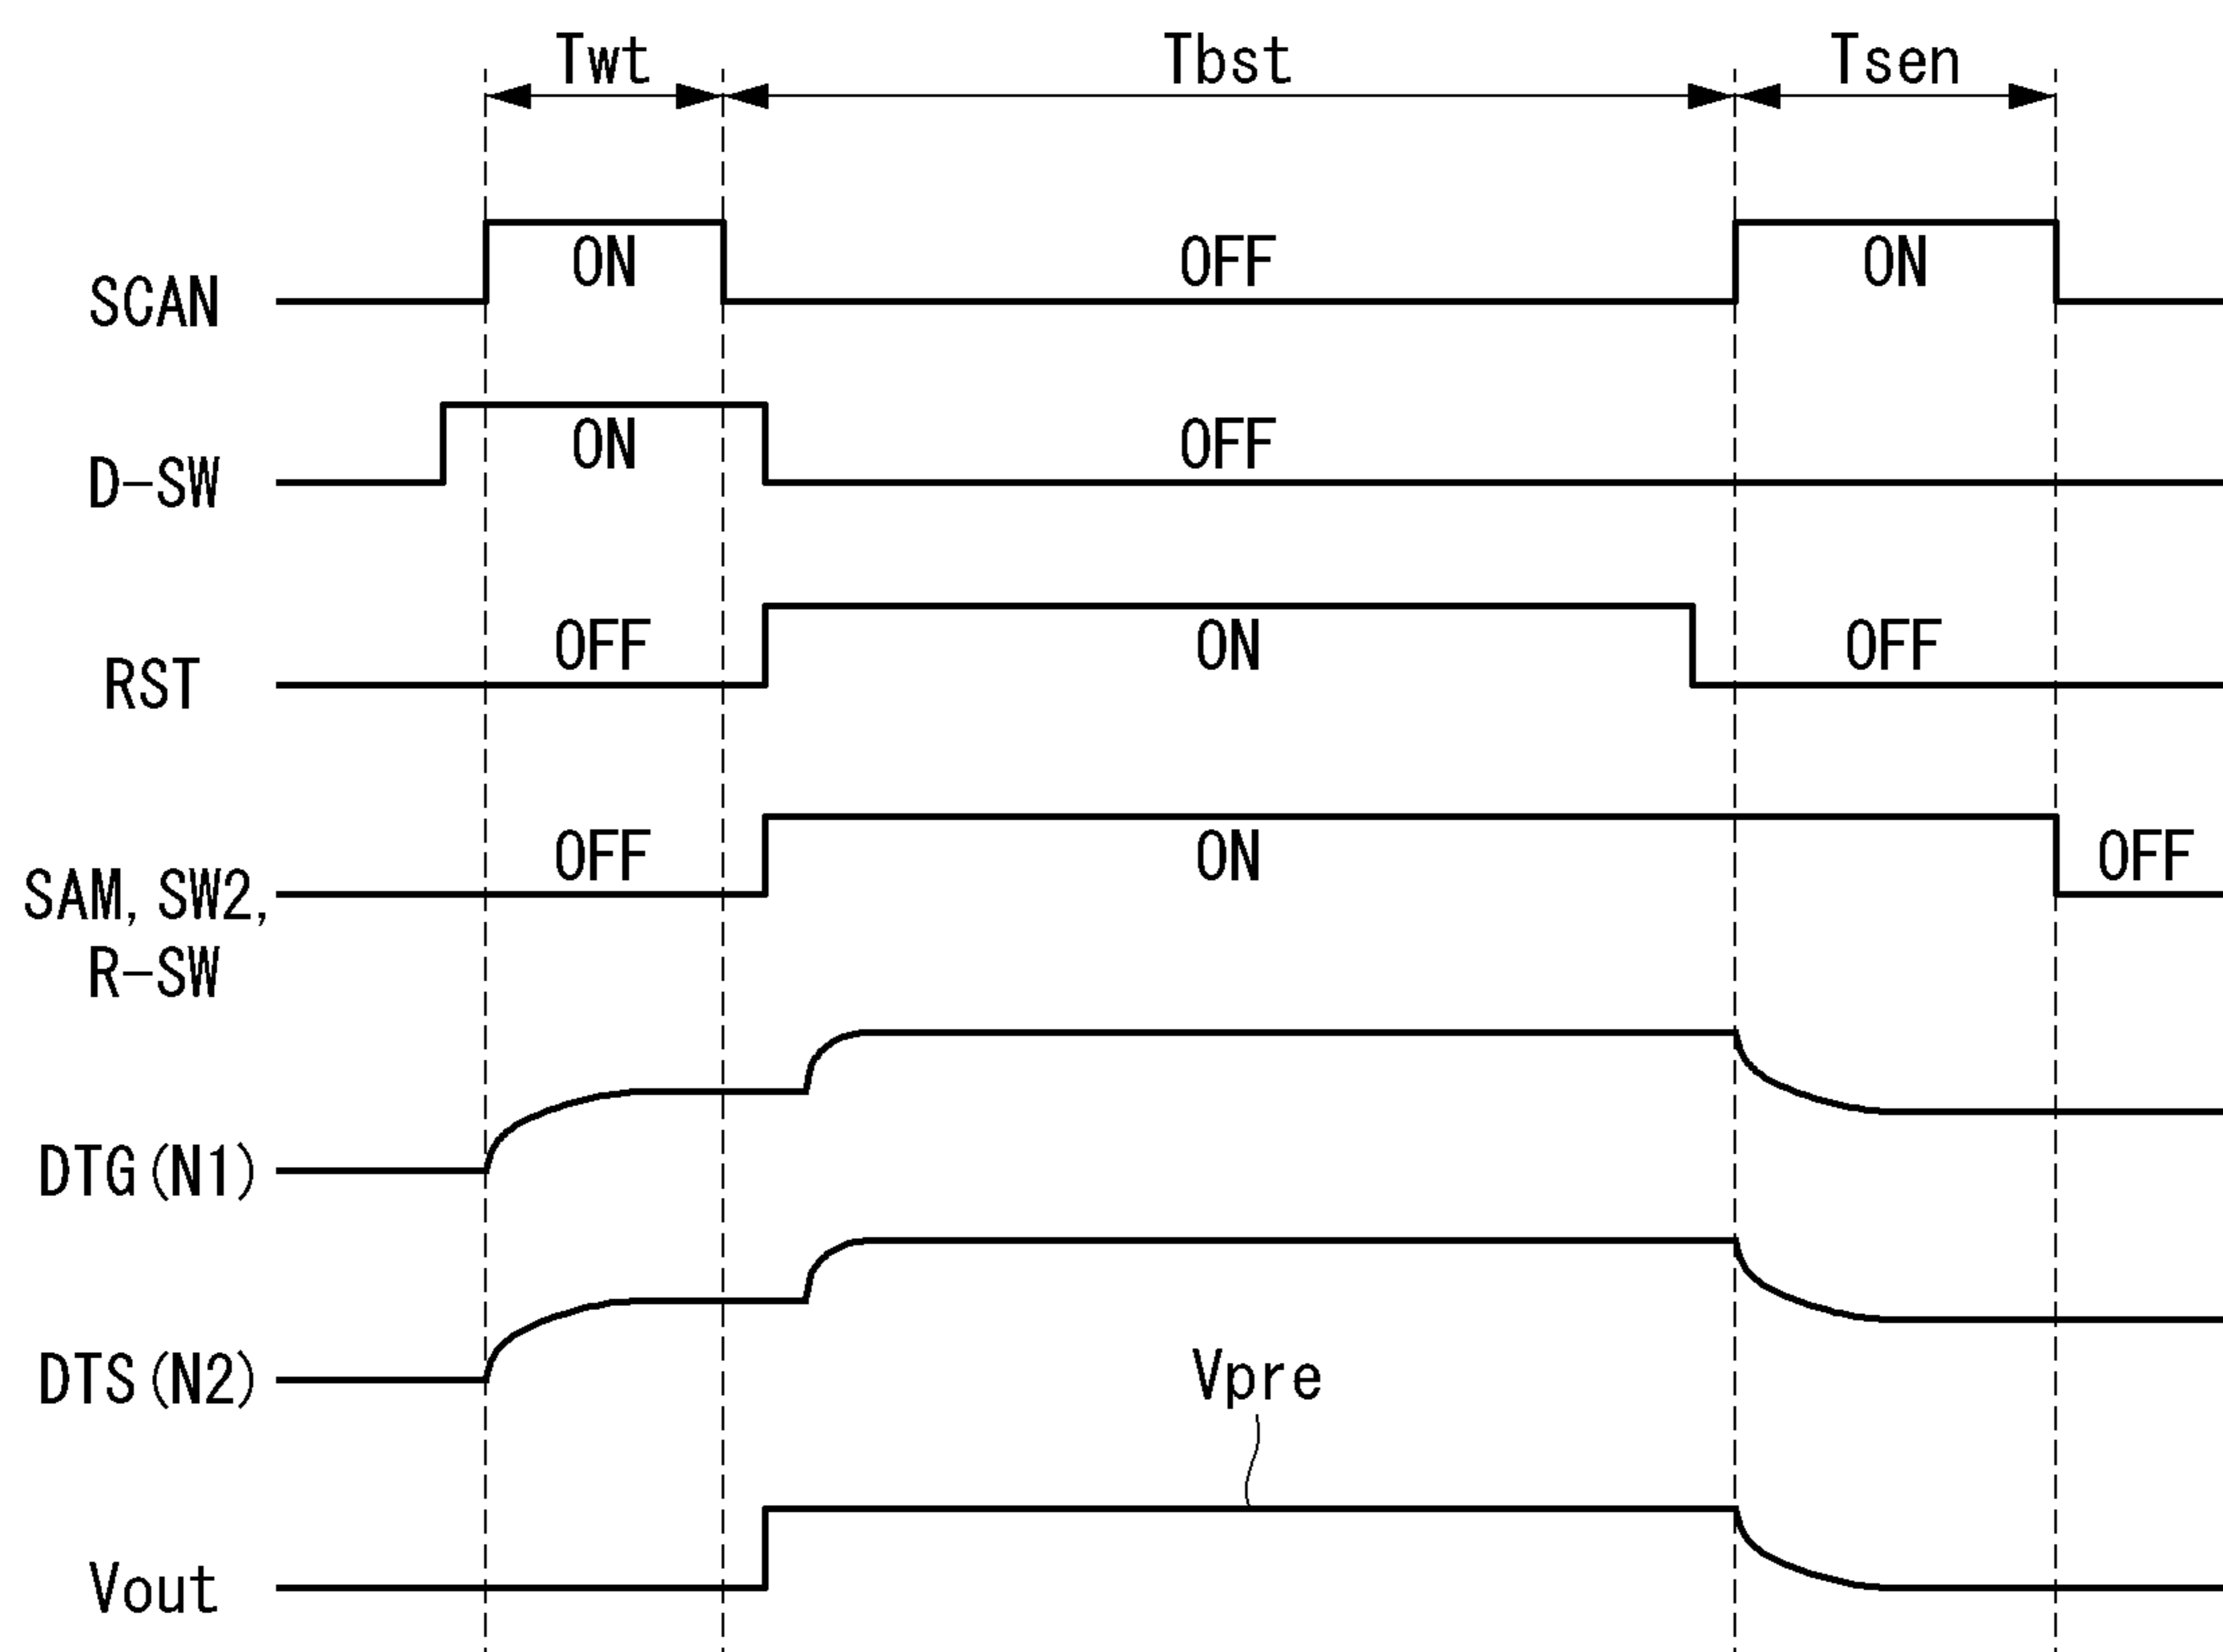 Twt Tbst Tsen
SCAN ON OFF ON
D-SW ON OFF
RST OFF ON OFF
SAM, SW2, OFF ON OFF
R-SW
DTG(N1)
DTS(N2)
Vpre
Vout